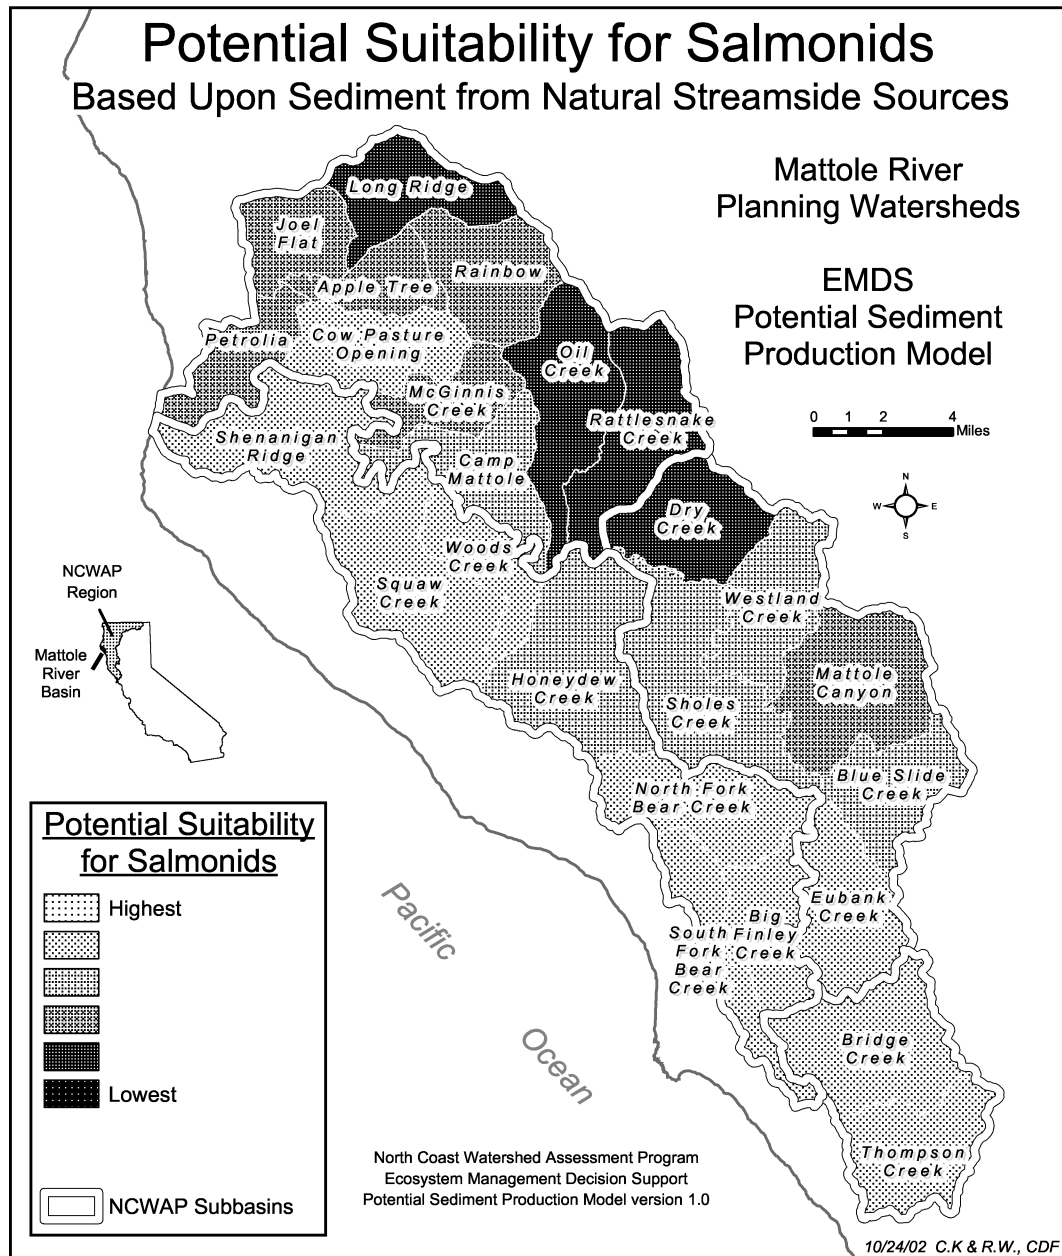 Potential Suitability for Salmonids
Based Upon Sediment from Natural Streamside Sources
Mattole River
Planning Watersheds
EMDS
Potential Sediment
Production Model
0 1 2 4
Miles
N
W E
S
Long Ridge
Joel
Flat
Rainbow
Apple Tree
Petrolia
Cow Pasture
Opening
Oil
Creek
McGinnis
Creek
Rattlesnake
Creek
Shenanigan
Ridge
Camp
Mattole
Dry
Creek
Woods
Creek
Squaw
Creek
Westland
Creek
Honeydew
Creek
Sholes
Creek
Mattole
Canyon
North Fork
Bear Creek
Blue Slide
Creek
Eubank
Creek
Big
Finley
Creek
South
Fork
Bear
Creek
Bridge
Creek
Thompson
Creek
NCWAP
Region
Mattole
River
Basin
Pacific
Ocean
Potential Suitability
for Salmonids
Highest
Lowest
NCWAP Subbasins
North Coast Watershed Assessment Program
Ecosystem Management Decision Support
Potential Sediment Production Model version 1.0
10/24/02 C.K & R.W., CDF